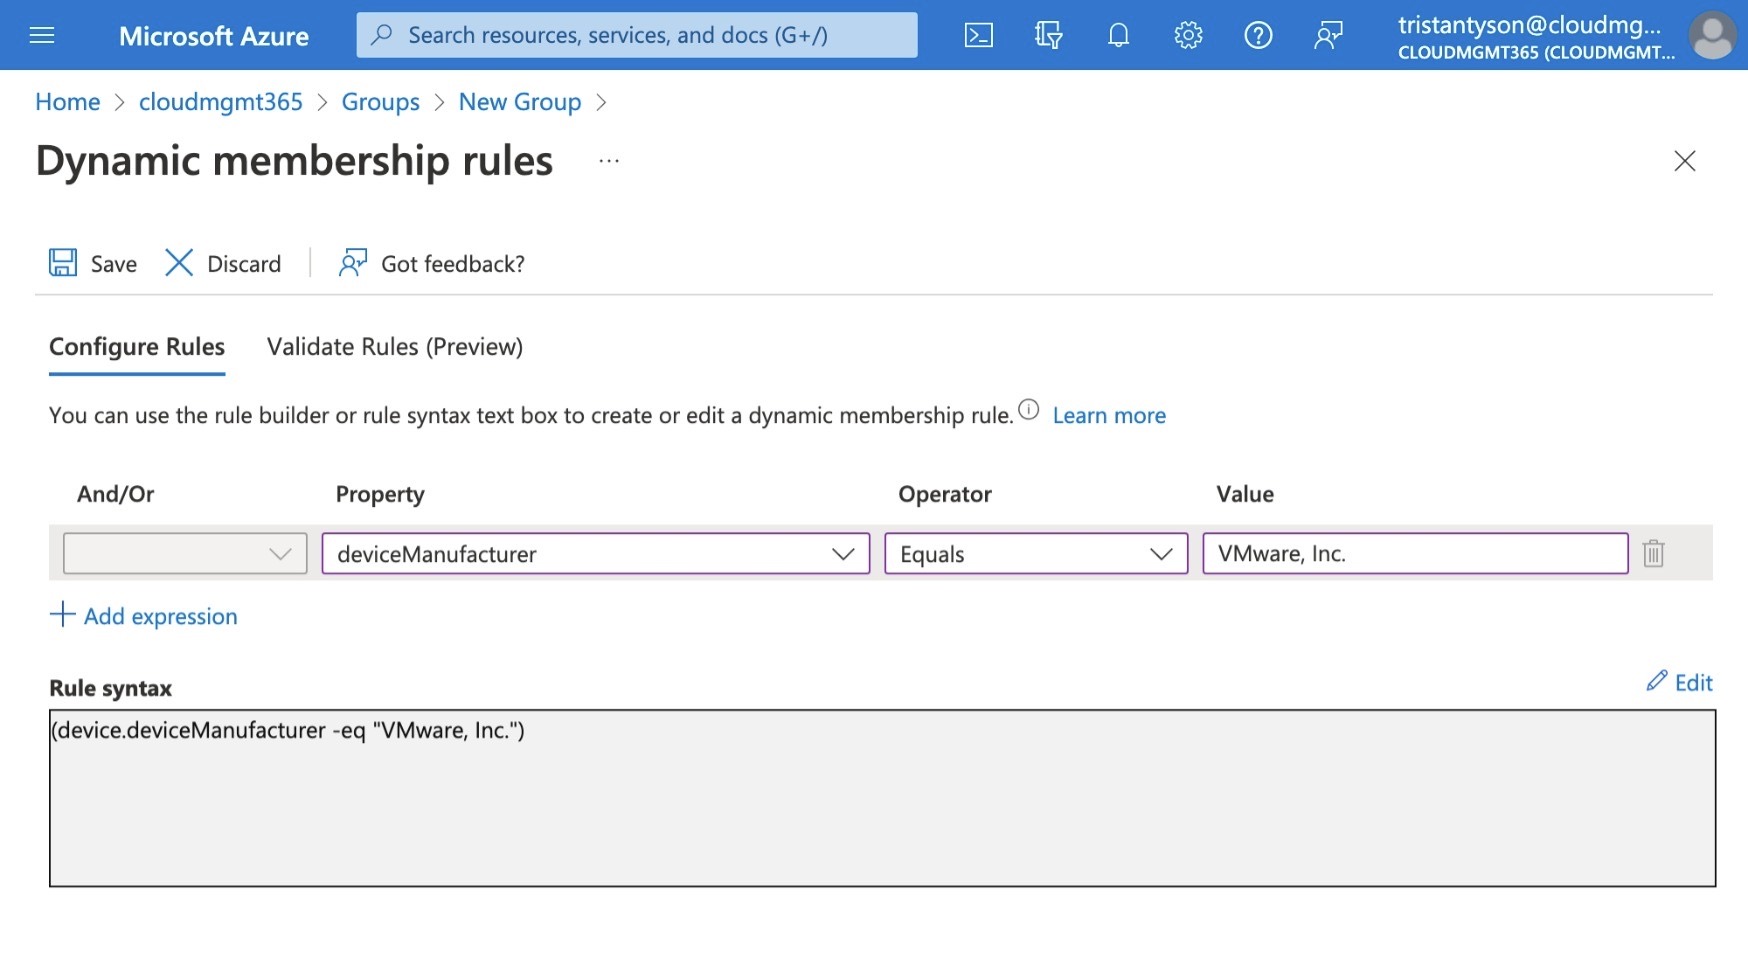 Microsoft Azure
Search resources, services, and docs (G+/)
tristantyson@cloudmg...
CLOUDMGMT365 (CLOUDMGMT...
Home > cloudmgmt365 > Groups > New Group >
Dynamic membership rules ...
Save Discard Got feedback?
Configure Rules Validate Rules (Preview)
You can use the rule builder or rule syntax text box to create or edit a dynamic membership rule. Learn more
And/Or Property Operator Value
deviceManufacturer Equals VMware, Inc.
Add expression
Rule syntax Edit
(device.deviceManufacturer -eq "VMware, Inc.")